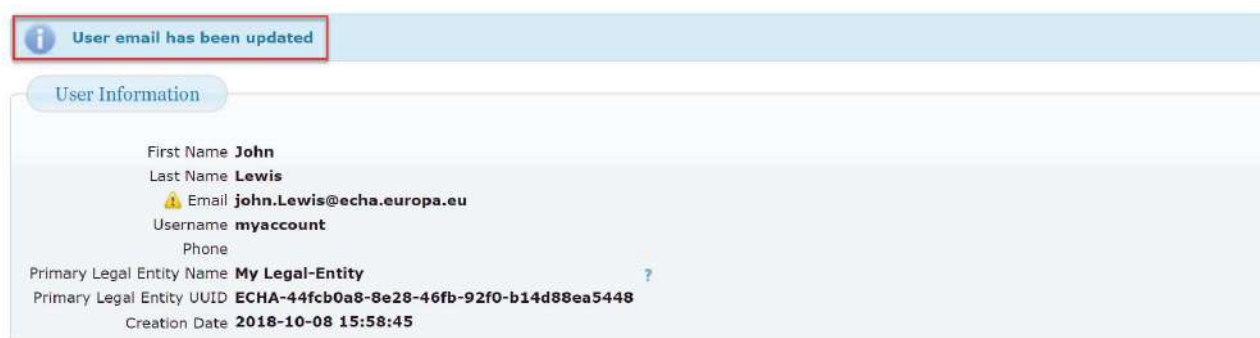 User email has been updated
User Information
First Name John
Last Name Lewis
Email john.Lewis@echa.europa.eu
Username myaccount
Phone
Primary Legal Entity Name My Legal-Entity ?
Primary Legal Entity UUID ECHA-44fcb0a8-8e28-46fb-92f0-b14d88ea5448
Creation Date 2018-10-08 15:58:45